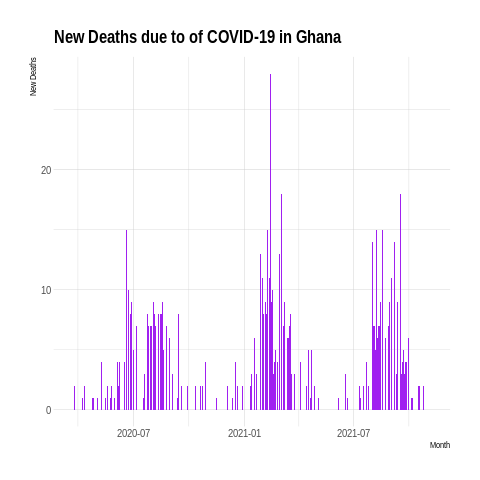 New Deaths due to of COVID-19 in Ghana
New Deaths
20
10
0
2020-07
2021-01
2021-07
Month